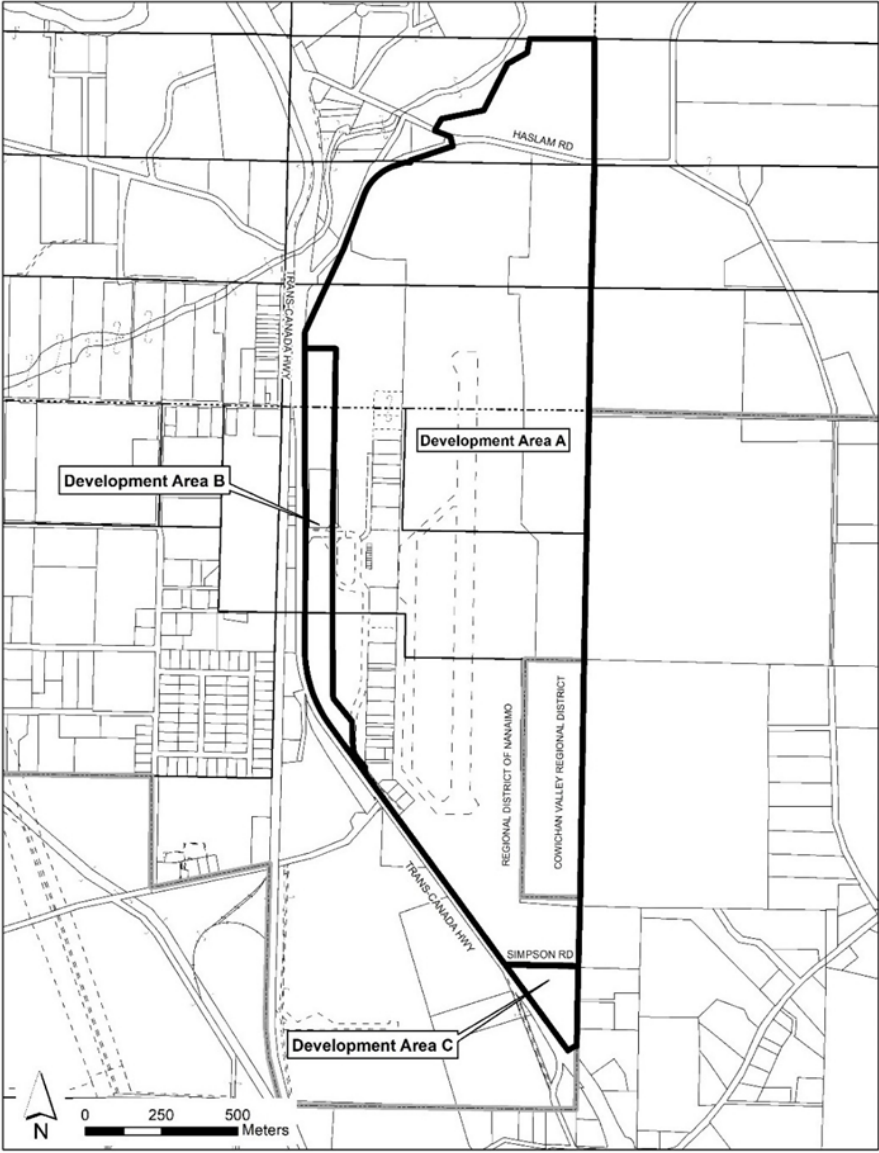 HASLAM RD
TRANS-CANADA HWY
Development Area A
Development Area B
REGIONAL DISTRICT OF NANAIMO
COWICHAN VALLEY REGIONAL DISTRICT
TRANS-CANADA HWY
SIMPSON RD
Development Area C
N
0 250 500
Meters